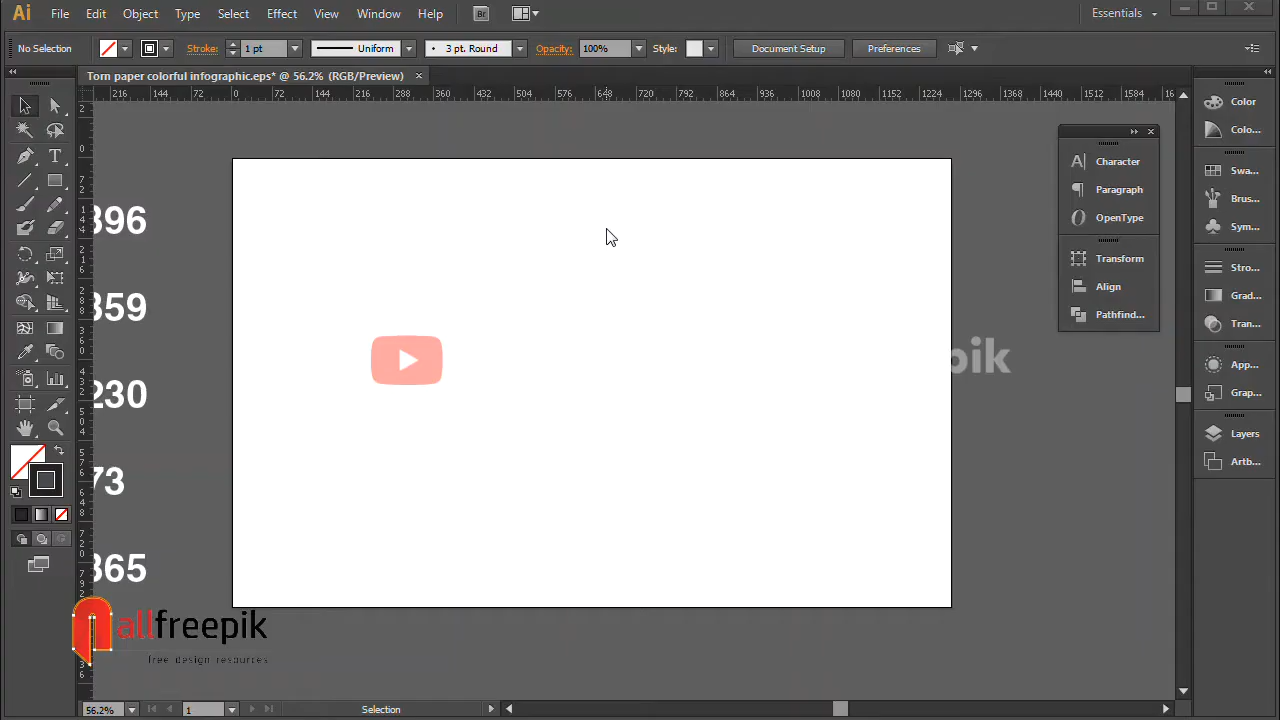 Ai File Edit Object Type Select Effect View Window Help Br Essentials
No Selection Stroke: 1 pt Uniform 3 pt. Round Opacity: 100% Style: Document Setup Preferences
Torn paper colorful infographic.eps* @ 56.2% (RGB/Preview) ×
216 144 72 0 72 144 216 288 360 432 504 576 648 720 792 864 936 1008 1080 1152 1224 1296 1368 1440 1512 1584
Color
Colo...
Character
Paragraph
OpenType
Transform
Align
Pathfind...
Swa...
Brus...
Sym...
Stro...
Grad...
Tran...
App...
Grap...
Layers
Artb...
396
359
230
73
365
pik
allfreepik
free design resources
56.2% 1 Selection